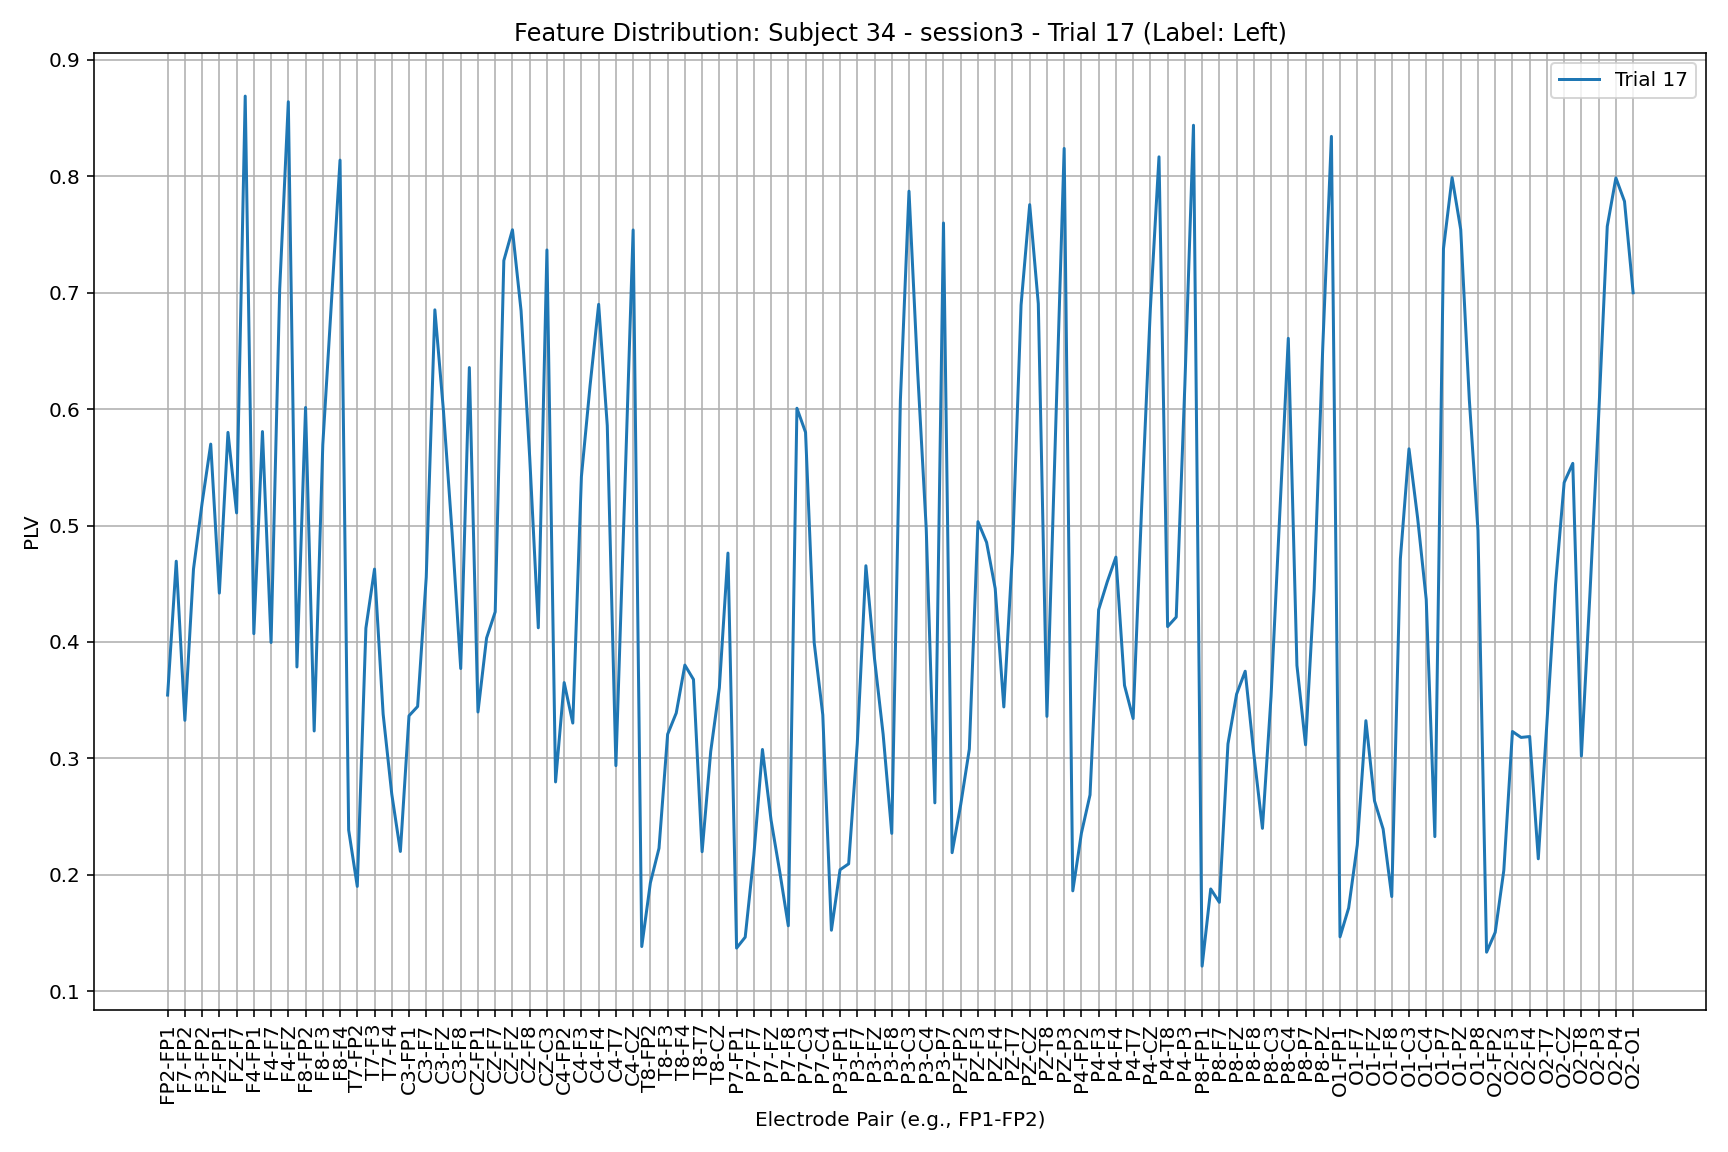 Feature Distribution: Subject 34 - session3 - Trial 17 (Label: Left)
Trial 17
PLV
0.9
0.8
0.7
0.6
0.5
0.4
0.3
0.2
0.1
FP2-FP1
F7-FP2
F3-FP2
FZ-FP1
FZ-F7
F4-FP1
F4-F7
F4-FZ
F8-FP2
F8-F3
F8-F4
T7-FP2
T7-F3
T7-F4
C3-FP1
C3-F7
C3-FZ
C3-F8
CZ-FP1
CZ-F7
CZ-FZ
CZ-F8
CZ-C3
C4-FP2
C4-F3
C4-F4
C4-T7
C4-CZ
T8-FP2
T8-F3
T8-F4
T8-T7
T8-CZ
P7-FP1
P7-F7
P7-FZ
P7-F8
P7-C3
P7-C4
P3-FP1
P3-F7
P3-FZ
P3-F8
P3-C3
P3-C4
P3-P7
PZ-FP2
PZ-F3
PZ-F4
PZ-T7
PZ-CZ
PZ-T8
PZ-P3
P4-FP2
P4-F3
P4-F4
P4-T7
P4-CZ
P4-T8
P4-P3
P8-FP1
P8-F7
P8-FZ
P8-F8
P8-C3
P8-C4
P8-P7
P8-PZ
O1-FP1
O1-F7
O1-FZ
O1-F8
O1-C3
O1-C4
O1-P7
O1-PZ
O1-P8
O2-FP2
O2-F3
O2-F4
O2-T7
O2-CZ
O2-T8
O2-P3
O2-P4
O2-O1
Electrode Pair (e.g., FP1-FP2)